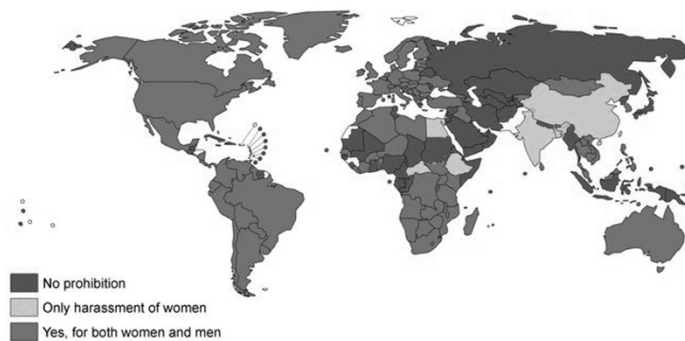 No prohibition
Only harassment of women
Yes, for both women and men